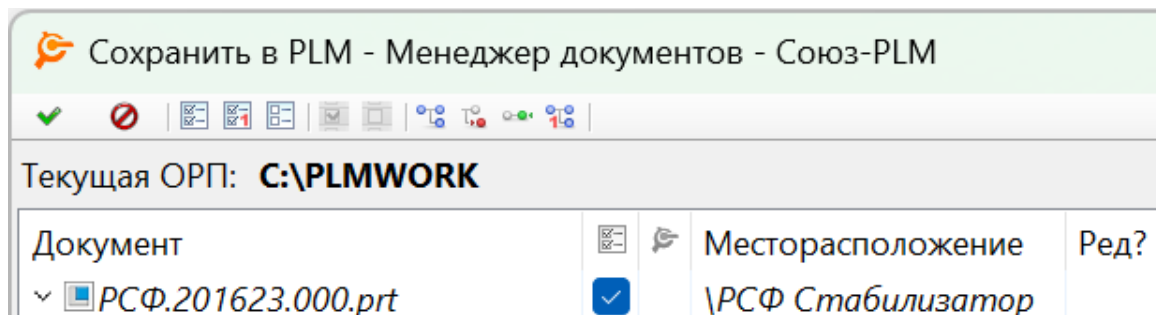 Сохранить в PLM - Менеджер документов - Союз-PLM
Текущая ОРП: C:\PLMWORK
Документ Месторасположение Ред?
РСФ.201623.000.prt \РСФ Стабилизатор